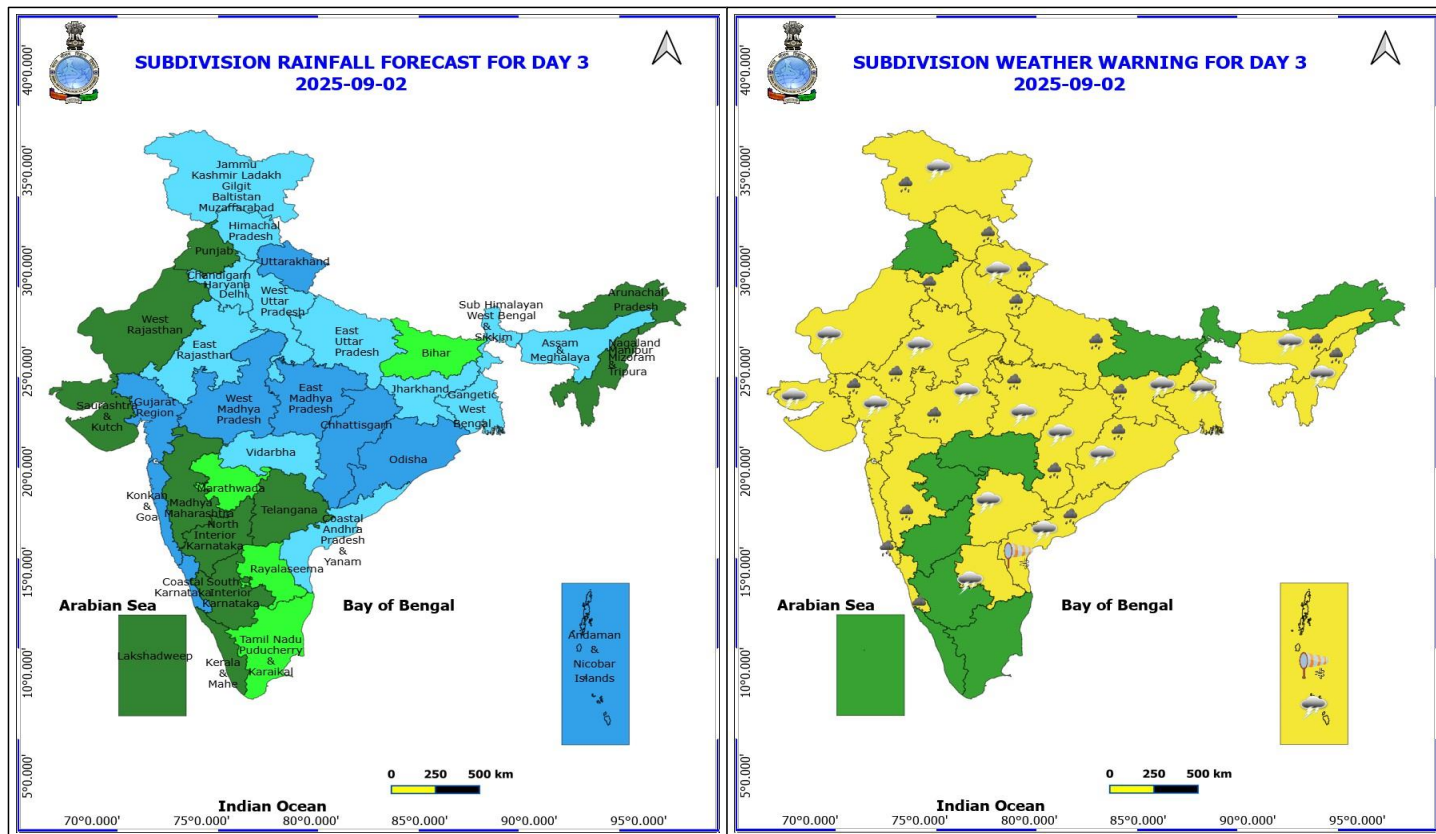 SUBDIVISION RAINFALL FORECAST FOR DAY 3
2025-09-02
40°0.000'
35°0.000'
30°0.000'
25°0.000'
20°0.000'
15°0.000'
10°0.000'
5°0.000'
Jammu
Kashmir Ladakh
Gilgit
Baltistan
Muzaffarabad
Himachal
Pradesh
Punjab
Uttarakhand
Chandigarh
Haryana
Delhi
West
Uttar
Pradesh
West
Rajasthan
East
Rajasthan
East
Uttar
Pradesh
Bihar
Sub Himalayan
West Bengal
&
Sikkim
Arunachal
Pradesh
Assam
&
Meghalaya
Nagaland
Manipur
Mizoram
&
Tripura
Jharkhand
Gangetic
West
Bengal
Saurashtra
&
Kutch
Gujarat
Region
West
Madhya
Pradesh
East
Madhya
Pradesh
Chhattisgarh
Odisha
Vidarbha
Marathwada
Konkan
&
Goa
Madhya
Maharashtra
North
Interior
Karnataka
Telangana
Coastal
Andhra
Pradesh
&
Yanam
Rayalaseema
Coastal
Karnataka
South
Interior
Karnataka
Arabian Sea
Bay of Bengal
Lakshadweep
Kerala
&
Mahe
Tamil Nadu
Puducherry
&
Karaikal
Andaman
&
Nicobar
Islands
0 250 500 km
Indian Ocean
70°0.000' 75°0.000' 80°0.000' 85°0.000' 90°0.000' 95°0.000'
SUBDIVISION WEATHER WARNING FOR DAY 3
2025-09-02
40°0.000'
35°0.000'
30°0.000'
25°0.000'
20°0.000'
15°0.000'
10°0.000'
5°0.000'
Arabian Sea
Bay of Bengal
0 250 500 km
Indian Ocean
70°0.000' 75°0.000' 80°0.000' 85°0.000' 90°0.000' 95°0.000'